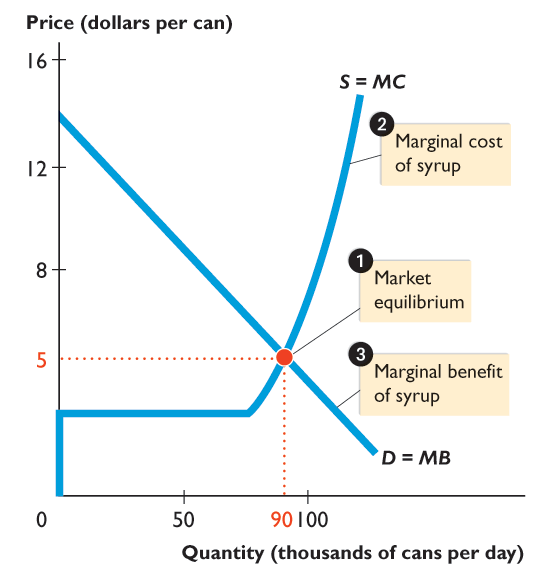 Price (dollars per can)
16
S = MC
2
Marginal cost
of syrup
12
1
Market
equilibrium
8
5
3
Marginal benefit
of syrup
D = MB
0
50
90
100
Quantity (thousands of cans per day)